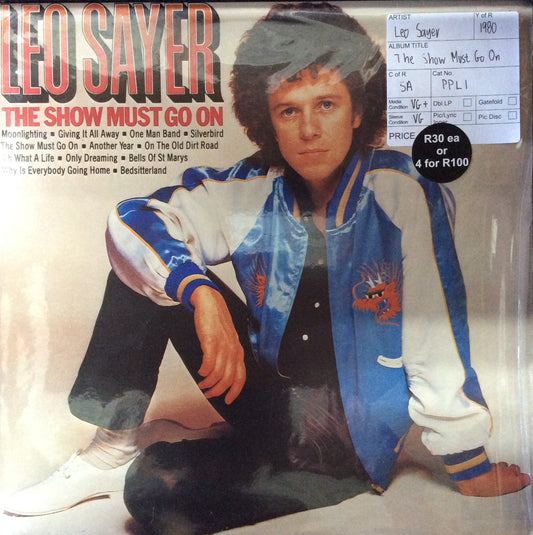 LEO SAYER
THE SHOW MUST GO ON
Moonlighting ▪ Giving It All Away ▪ One Man Band ▪ Silverbird
The Show Must Go On ▪ Another Year ▪ On The Old Dirt Road
What A Life ▪ Only Dreaming ▪ Bells Of St Marys
Why Is Everybody Going Home ▪ Bedsitterland
ARTIST
Leo Sayer
Y of R
1980
ALBUM TITLE
The Show Must Go On
C of R
SA
Cat No.
PPL1
Media Condition VG+
Dbl LP
Gatefold
Sleeve Condition VG
Pic/Lyric
Pic Disc
PRICE
R30 ea
or
4 for R100